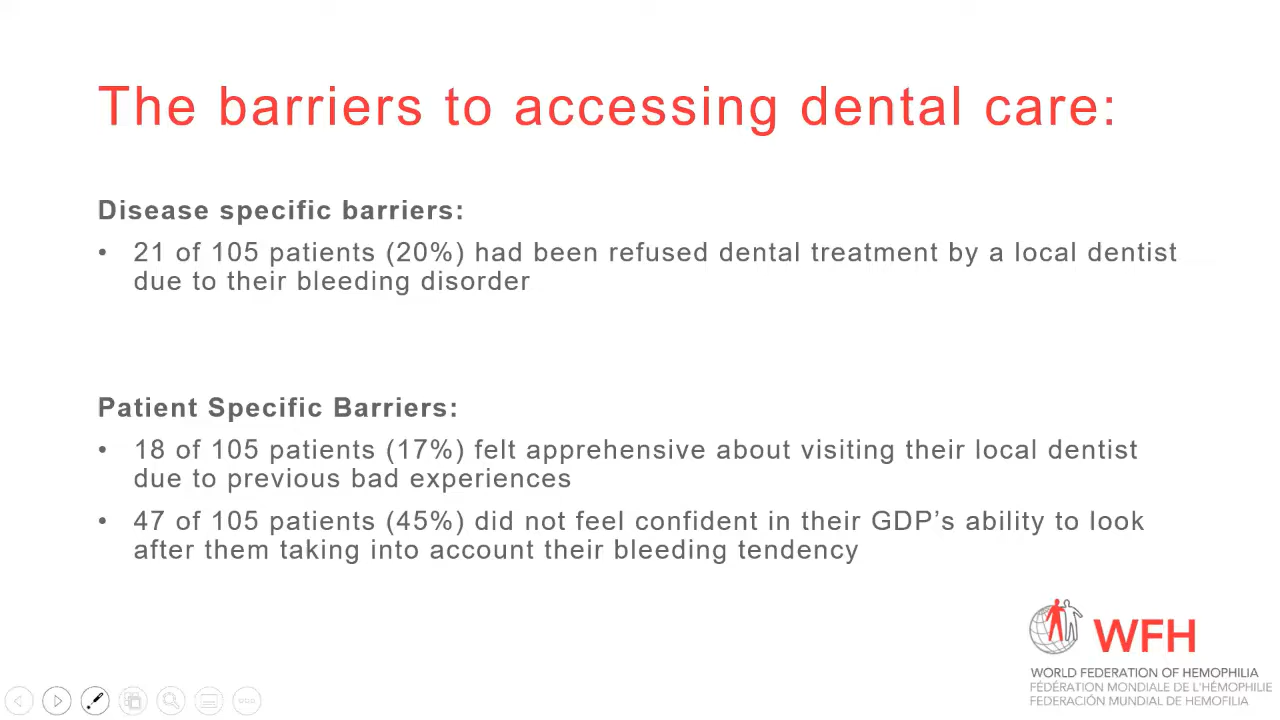 The barriers to accessing dental care:
Disease specific barriers:
• 21 of 105 patients (20%) had been refused dental treatment by a local dentist
due to their bleeding disorder
Patient Specific Barriers:
• 18 of 105 patients (17%) felt apprehensive about visiting their local dentist
due to previous bad experiences
• 47 of 105 patients (45%) did not feel confident in their GDP’s ability to look
after them taking into account their bleeding tendency
WFH
WORLD FEDERATION OF HEMOPHILIA
FÉDÉRATION MONDIALE DE L'HÉMOPHILIE
FEDERACIÓN MUNDIAL DE HEMOFILIA